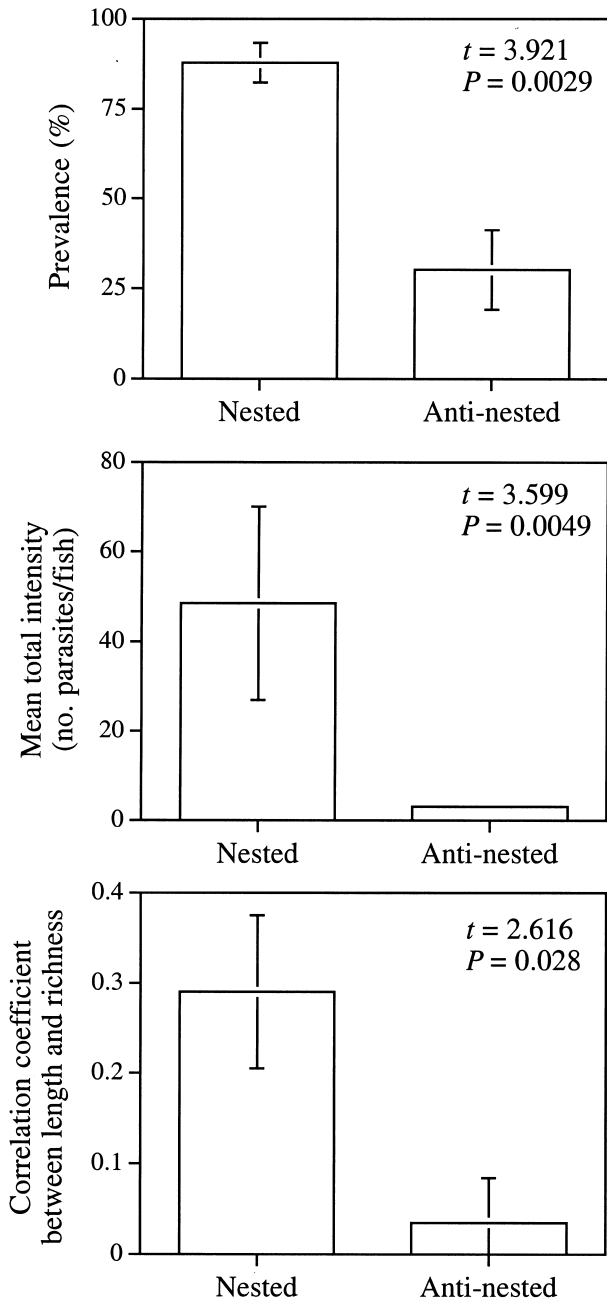 100
75
50
25
0
Prevalence (%)
t = 3.921
P = 0.0029
Nested Anti-nested
80
60
40
20
0
Mean total intensity
(no. parasites/fish)
t = 3.599
P = 0.0049
Nested Anti-nested
0.4
0.3
0.2
0.1
0
Correlation coefficient
between length and richness
t = 2.616
P = 0.028
Nested Anti-nested